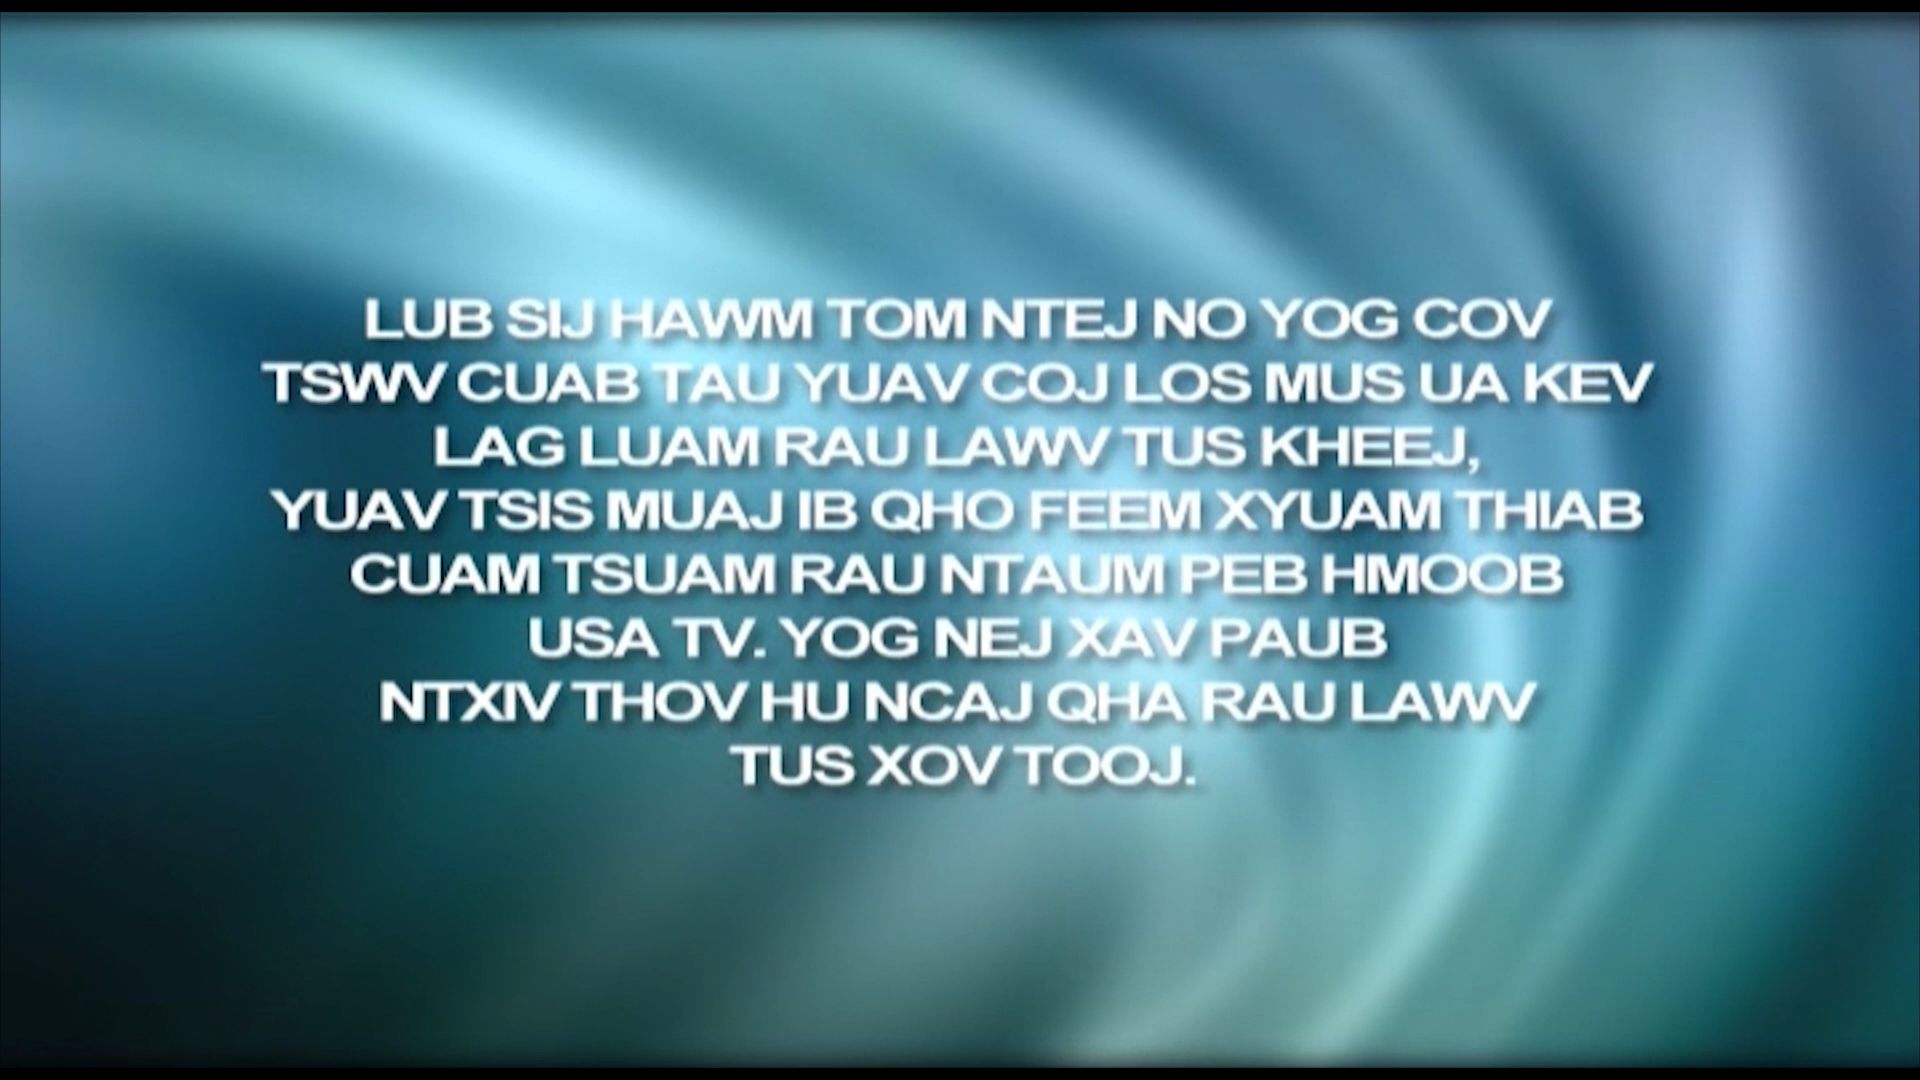 LUB SIJ HAWM TOM NTEJ NO YOG COV
TSWV CUAB TAU YUAV COJ LOS MUS UA KEV
LAG LUAM RAU LAWV TUS KHEEJ,
YUAV TSIS MUAJ IB QHO FEEM XYUAM THIAB
CUAM TSUAM RAU NTAUM PEB HMOOB
USA TV. YOG NEJ XAV PAUB
NTXIV THOV HU NCAJ QHA RAU LAWV
TUS XOV TOOJ.